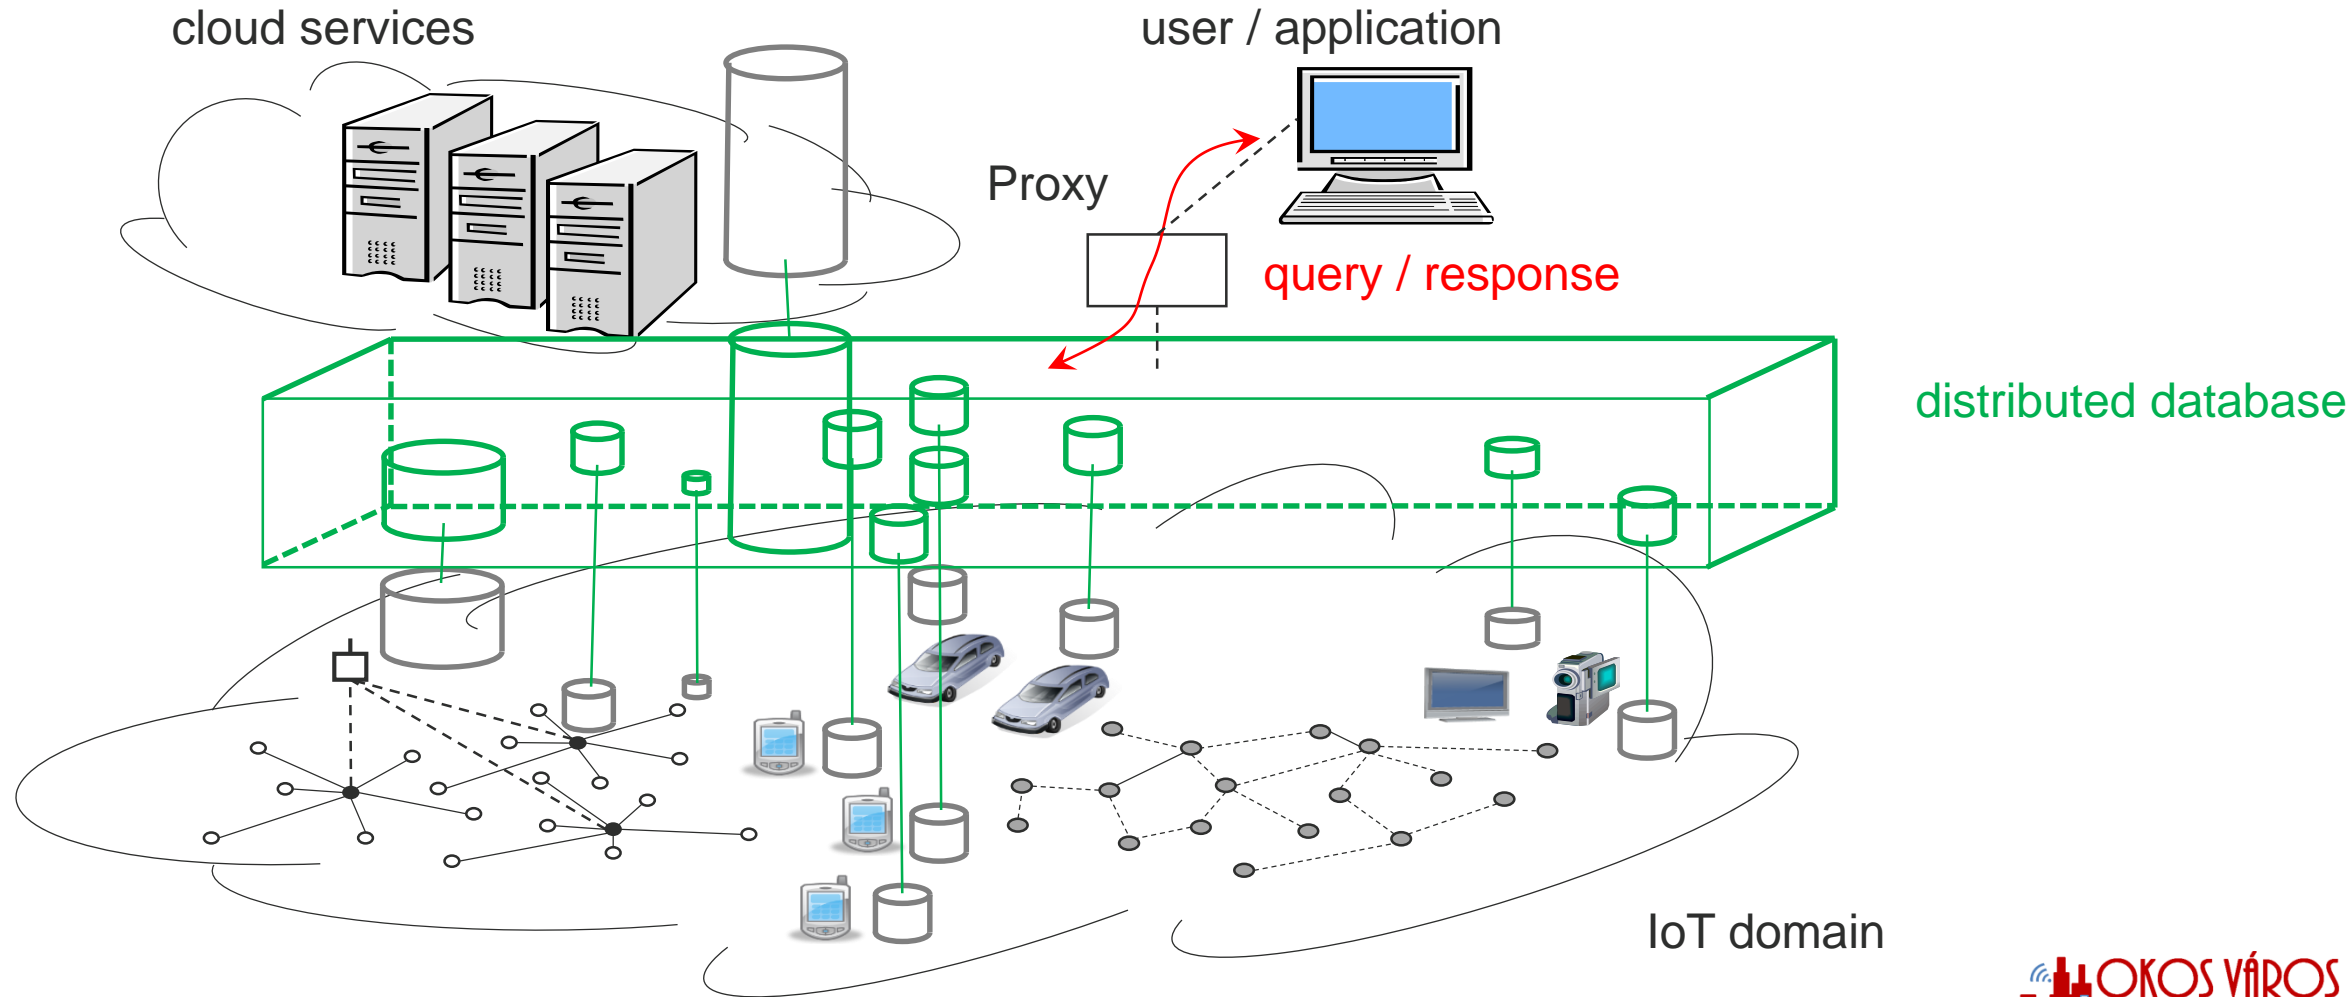 cloud services
user / application
Proxy
query / response
distributed database
IoT domain
OKOS VÁROS